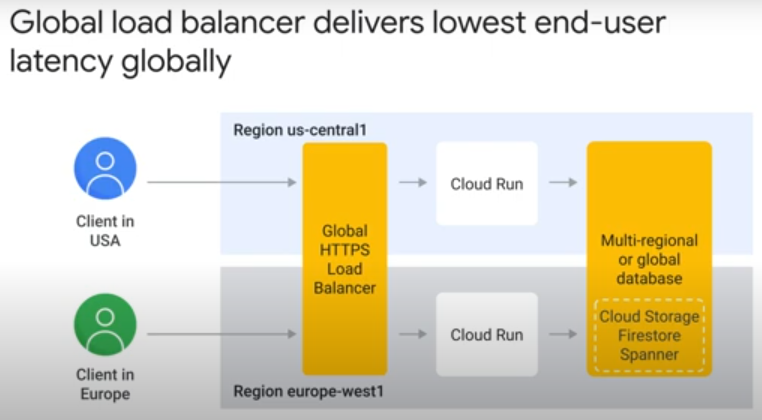 Global load balancer delivers lowest end-user
latency globally
Region us-central1
Client in
USA
Global
HTTPS
Load
Balancer
Cloud Run
Multi-regional
or global
database
Cloud Storage
Firestore
Spanner
Client in
Europe
Cloud Run
Region europe-west1